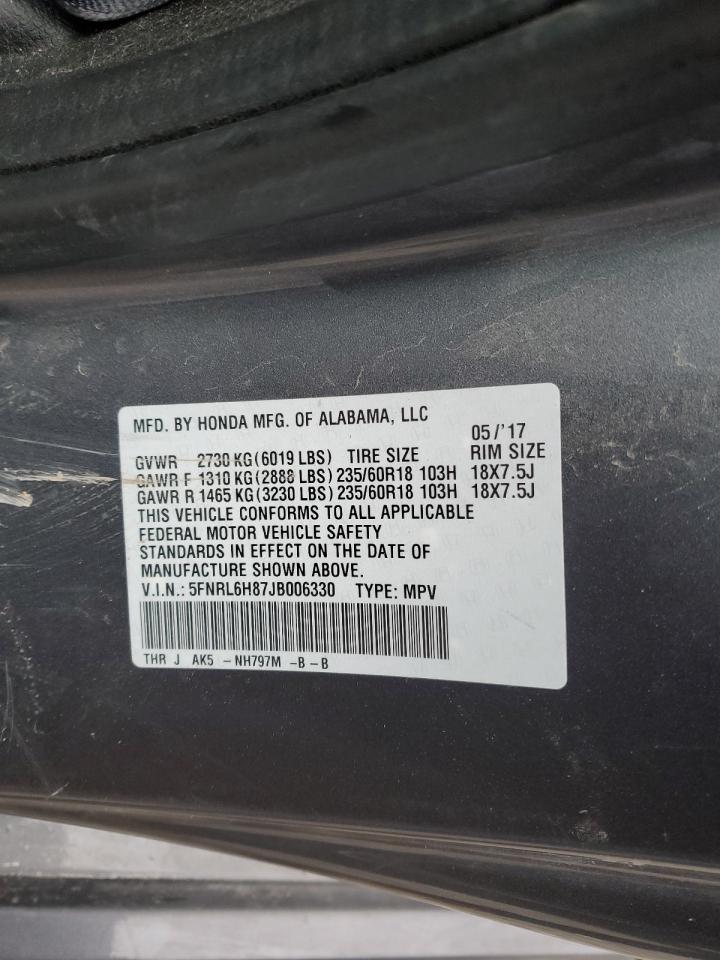 MFD. BY HONDA MFG. OF ALABAMA, LLC
05/'17
GVWR 2730 KG(6019 LBS) TIRE SIZE RIM SIZE
GAWR F 1310 KG(2888 LBS) 235/60R18 103H 18X7.5J
GAWR R 1465 KG(3230 LBS) 235/60R18 103H 18X7.5J
THIS VEHICLE CONFORMS TO ALL APPLICABLE
FEDERAL MOTOR VEHICLE SAFETY
STANDARDS IN EFFECT ON THE DATE OF
MANUFACTURE SHOWN ABOVE.
V.I.N.: 5FNRL6H87JB006330 TYPE: MPV
THR J AK5 -NH797M -B-B